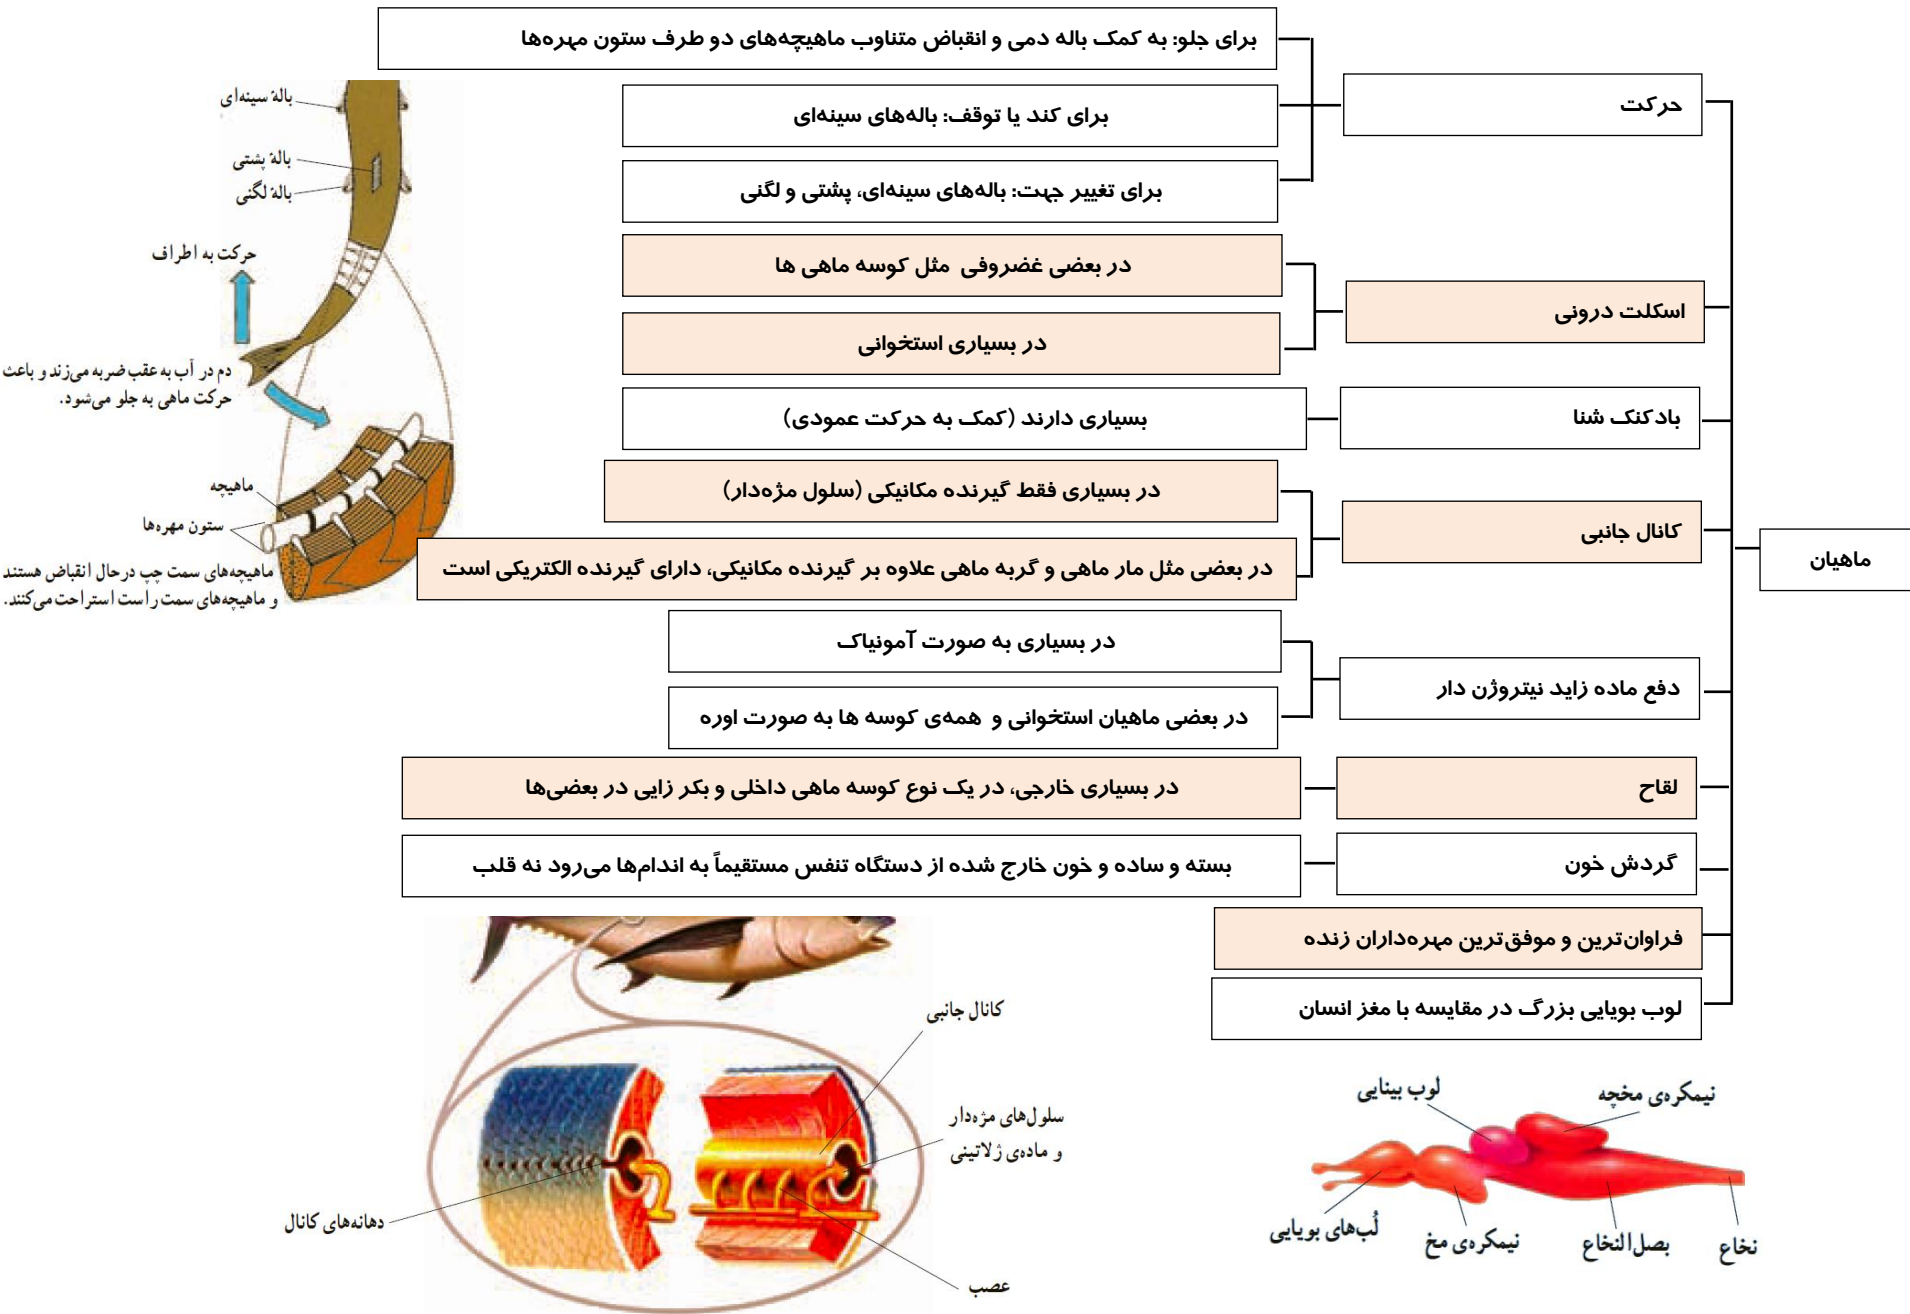 ماهیان
حرکت
برای جلو: به کمک باله دمی و انقباض متناوب ماهیچه‌های دو طرف ستون مهره‌ها
برای کند یا توقف: باله‌های سینه‌ای
برای تغییر جهت: باله‌های سینه‌ای، پشتی و لگنی
اسکلت درونی
در بعضی غضروفی مثل کوسه ماهی ها
در بسیاری استخوانی
بادکنک شنا
بسیاری دارند (کمک به حرکت عمودی)
کانال جانبی
در بسیاری فقط گیرنده مکانیکی (سلول مژه‌دار)
در بعضی مثل مار ماهی و گربه ماهی علاوه بر گیرنده مکانیکی، دارای گیرنده الکتریکی است
دفع ماده زاید نیتروژن دار
در بسیاری به صورت آمونیاک
در بعضی ماهیان استخوانی و همه‌ی کوسه ها به صورت اوره
لقاح
در بسیاری خارجی، در یک نوع کوسه ماهی داخلی و بکر زایی در بعضی‌ها
گردش خون
بسته و ساده و خون خارج شده از دستگاه تنفس مستقیماً به اندام‌ها می‌رود نه قلب
فراوان‌ترین و موفق‌ترین مهره‌داران زنده
لوب بویایی بزرگ در مقایسه با مغز انسان
بالهٔ سینه‌ای
بالهٔ پشتی
بالهٔ لگنی
حرکت به اطراف
دم در آب به عقب ضربه می‌زند و باعث
حرکت ماهی به جلو می‌شود.
ماهیچه
ستون مهره‌ها
ماهیچه‌های سمت چپ درحال انقباض هستند
و ماهیچه‌های سمت راست استراحت می‌کنند.
کانال جانبی
سلول‌های مژه‌دار
و ماده‌ی ژلاتینی
دهانه‌های کانال
عصب
لوب بینایی
نیمکره‌ی مخچه
لُب‌های بویایی
نیمکره‌ی مخ
بصل‌النخاع
نخاع